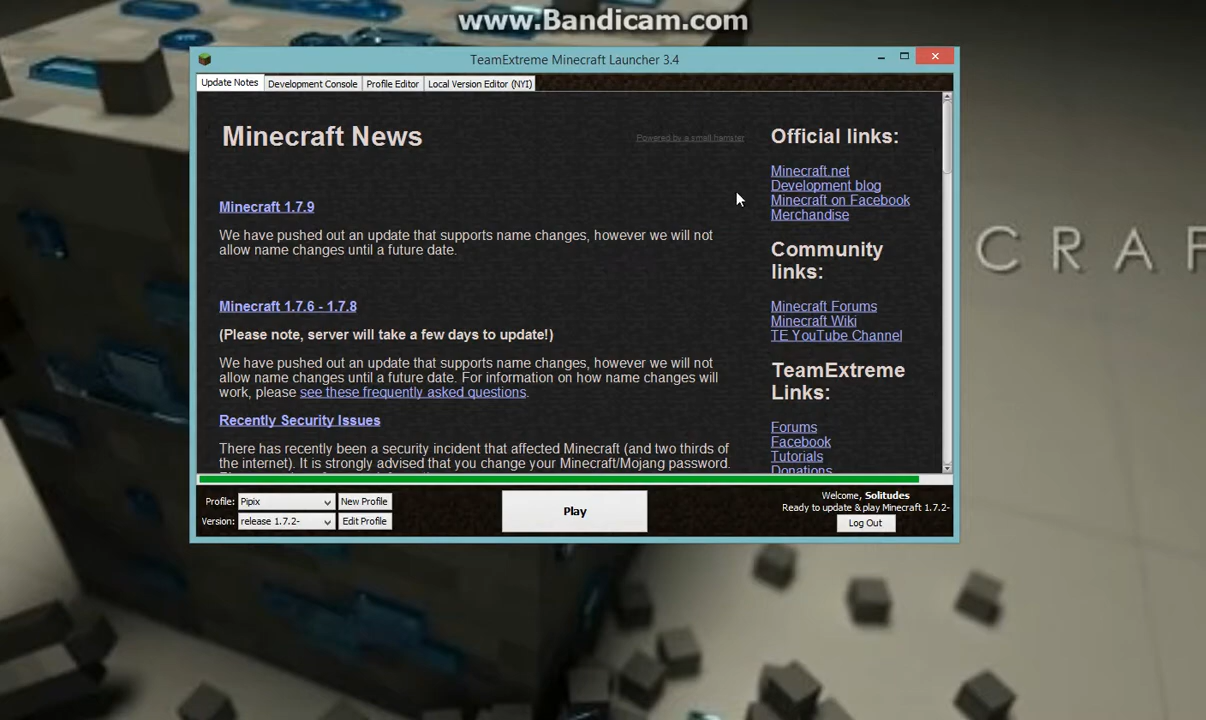 www.Bandicam.com
TeamExtreme Minecraft Launcher 3.4
Update Notes
Development Console
Profile Editor
Local Version Editor (NYI)
Minecraft News
Powered by a small hamster
Minecraft 1.7.9
We have pushed out an update that supports name changes, however we will not
allow name changes until a future date.
Minecraft 1.7.6 - 1.7.8
(Please note, server will take a few days to update!)
We have pushed out an update that supports name changes, however we will not
allow name changes until a future date. For information on how name changes will
work, please see these frequently asked questions.
Recently Security Issues
There has recently been a security incident that affected Minecraft (and two thirds of
the internet). It is strongly advised that you change your Minecraft/Mojang password.
Official links:
Minecraft.net
Development blog
Minecraft on Facebook
Merchandise
Community
links:
Minecraft Forums
Minecraft Wiki
TE YouTube Channel
TeamExtreme
Links:
Forums
Facebook
Tutorials
Donations
Profile: Pipix
New Profile
Version: release 1.7.2-
Edit Profile
Play
Welcome, Solitudes
Ready to update & play Minecraft 1.7.2-
Log Out
C R A F